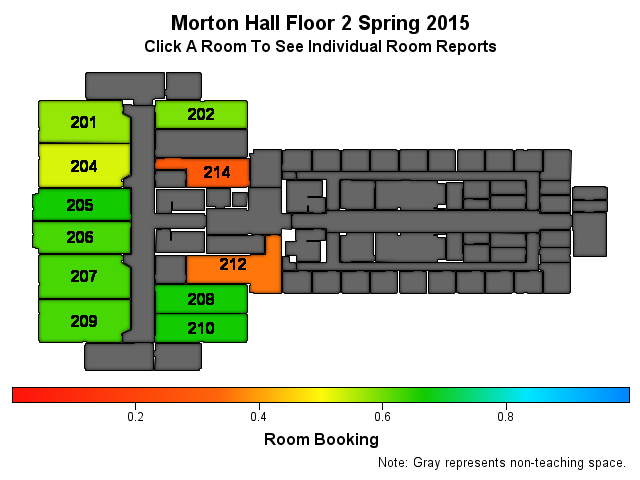 Morton Hall Floor 2 Spring 2015
Click A Room To See Individual Room Reports
201
202
204
214
205
206
207
212
208
209
210
0.2 0.4 0.6 0.8
Room Booking
Note: Gray represents non-teaching space.